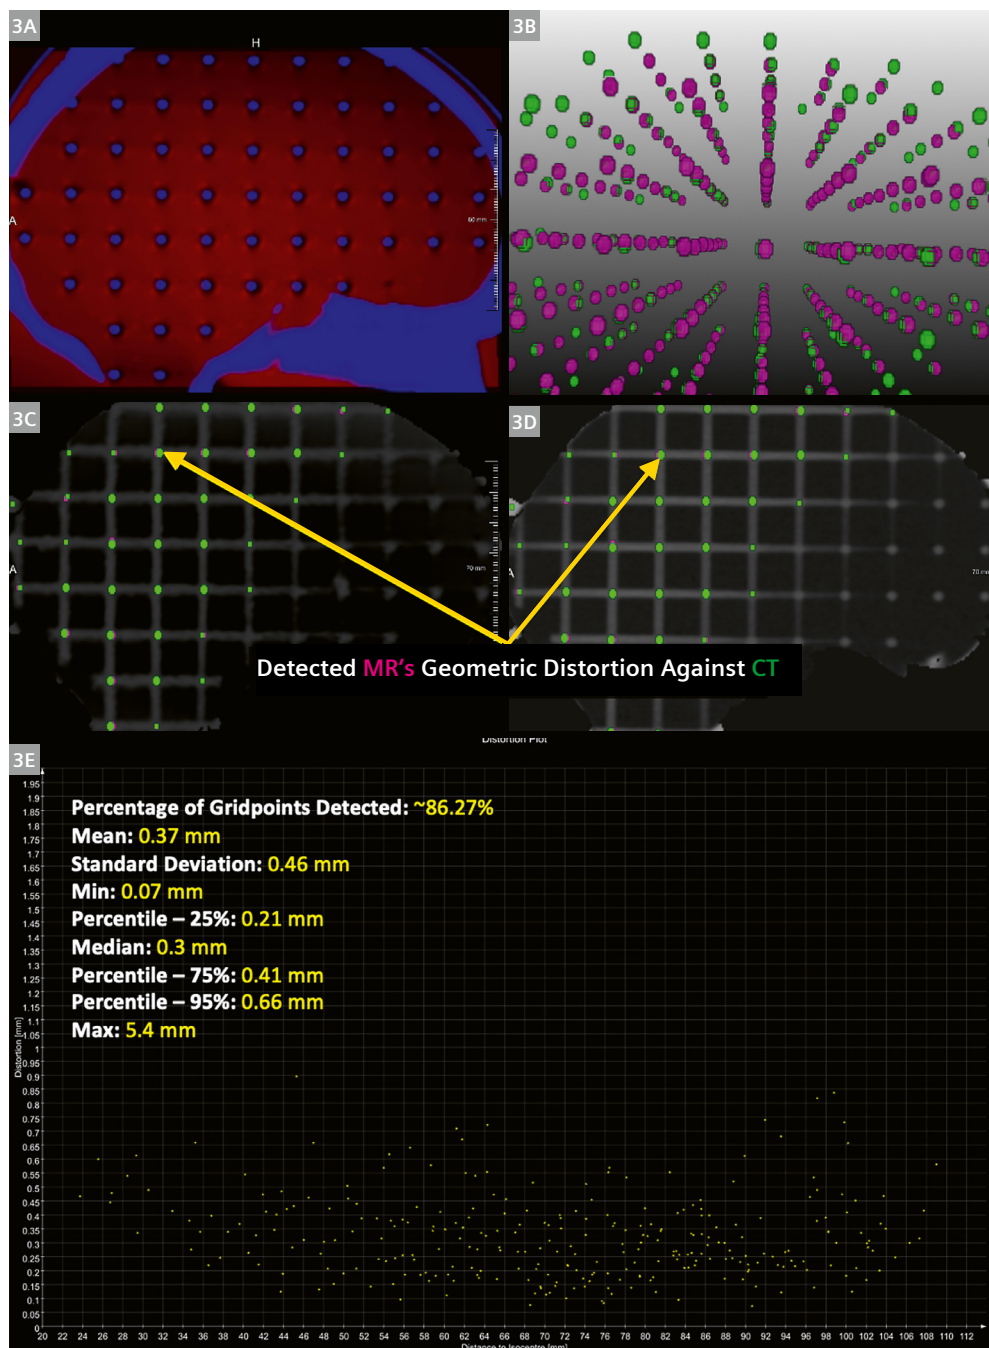 3A
H
A
60 mm
3B
3C
A
70 mm
3D
A
70 mm
Detected MR's Geometric Distortion Against CT
3E
Distortion Plot
Percentage of Gridpoints Detected: ~86.27%
Mean: 0.37 mm
Standard Deviation: 0.46 mm
Min: 0.07 mm
Percentile – 25%: 0.21 mm
Median: 0.3 mm
Percentile – 75%: 0.41 mm
Percentile – 95%: 0.66 mm
Max: 5.4 mm
Distortion [mm]
1.95
1.9
1.85
1.8
1.75
1.7
1.65
1.6
1.55
1.5
1.45
1.4
1.35
1.3
1.25
1.2
1.15
1.1
1.05
1
0.95
0.9
0.85
0.8
0.75
0.7
0.65
0.6
0.55
0.5
0.45
0.4
0.35
0.3
0.25
0.2
0.15
0.1
0.05
0
20 22 24 26 28 30 32 34 36 38 40 42 44 46 48 50 52 54 56 58 60 62 64 66 68 70 72 74 76 78 80 82 84 86 88 90 92 94 96 98 100 102 104 106 108 110 112
Distance to Isocentre [mm]